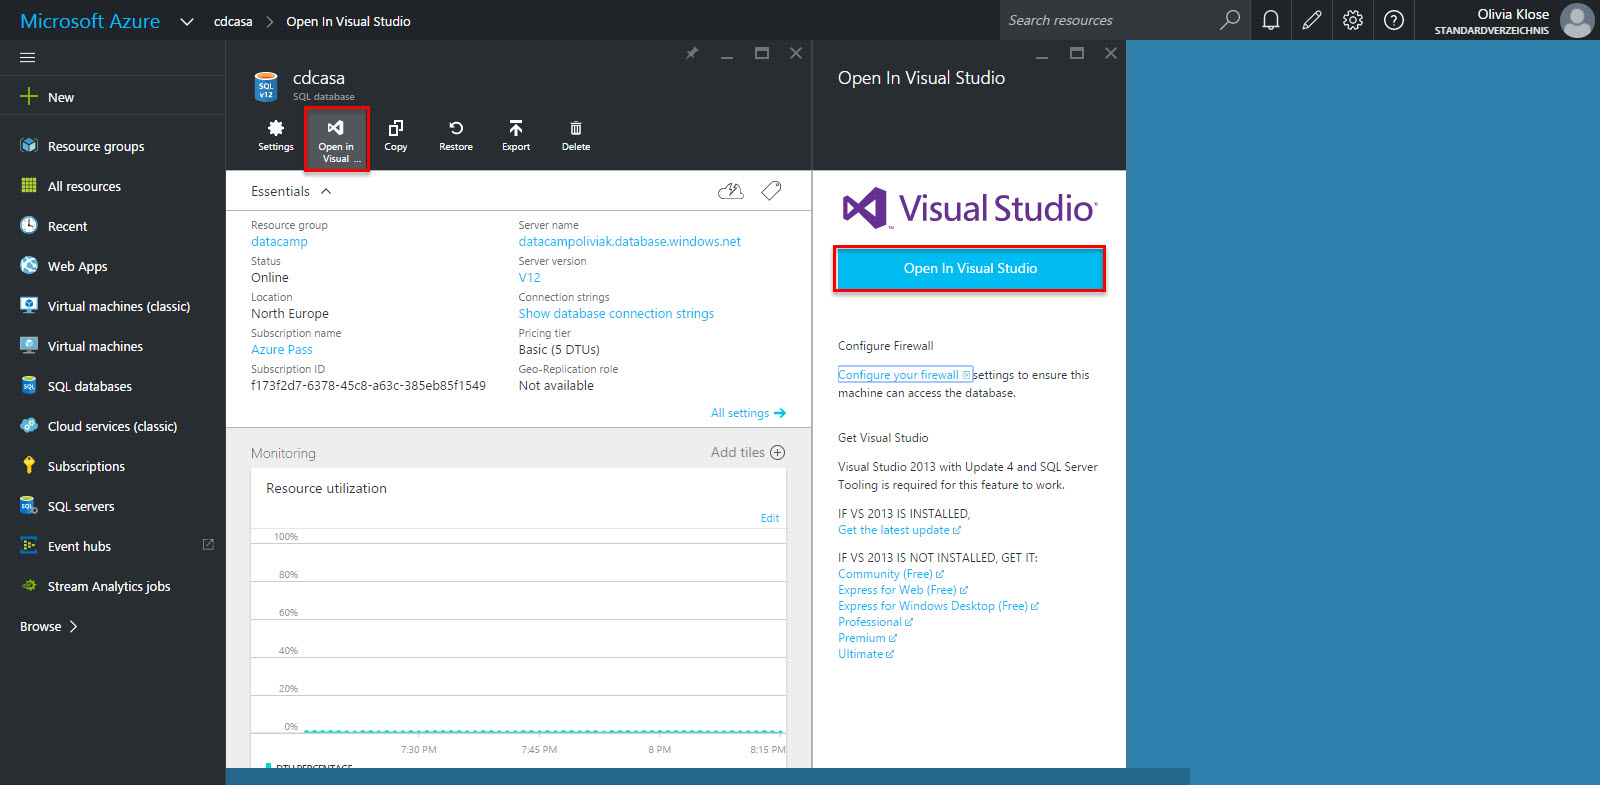 Microsoft Azure
cdcasa
Open In Visual Studio
Search resources
Olivia Klose
STANDARDVERZEICHNIS
New
Resource groups
All resources
Recent
Web Apps
Virtual machines (classic)
Virtual machines
SQL databases
Cloud services (classic)
Subscriptions
SQL servers
Event hubs
Stream Analytics jobs
Browse
SQL
v12
cdcasa
SQL database
Settings
Open in
Visual ...
Copy
Restore
Export
Delete
Essentials
Resource group
datacamp
Status
Online
Location
North Europe
Subscription name
Azure Pass
Subscription ID
f173f2d7-6378-45c8-a63c-385eb85f1549
Server name
datacampoliviak.database.windows.net
Server version
V12
Connection strings
Show database connection strings
Pricing tier
Basic (5 DTUs)
Geo-Replication role
Not available
All settings
Monitoring
Add tiles
Resource utilization
Edit
100%
80%
60%
40%
20%
0%
7:30 PM
7:45 PM
8 PM
8:15 PM
DTU PERCENTAGE
Open In Visual Studio
Visual Studio
Open In Visual Studio
Configure Firewall
Configure your firewall settings to ensure this
machine can access the database.
Get Visual Studio
Visual Studio 2013 with Update 4 and SQL Server
Tooling is required for this feature to work.
IF VS 2013 IS INSTALLED,
Get the latest update
IF VS 2013 IS NOT INSTALLED, GET IT:
Community (Free)
Express for Web (Free)
Express for Windows Desktop (Free)
Professional
Premium
Ultimate